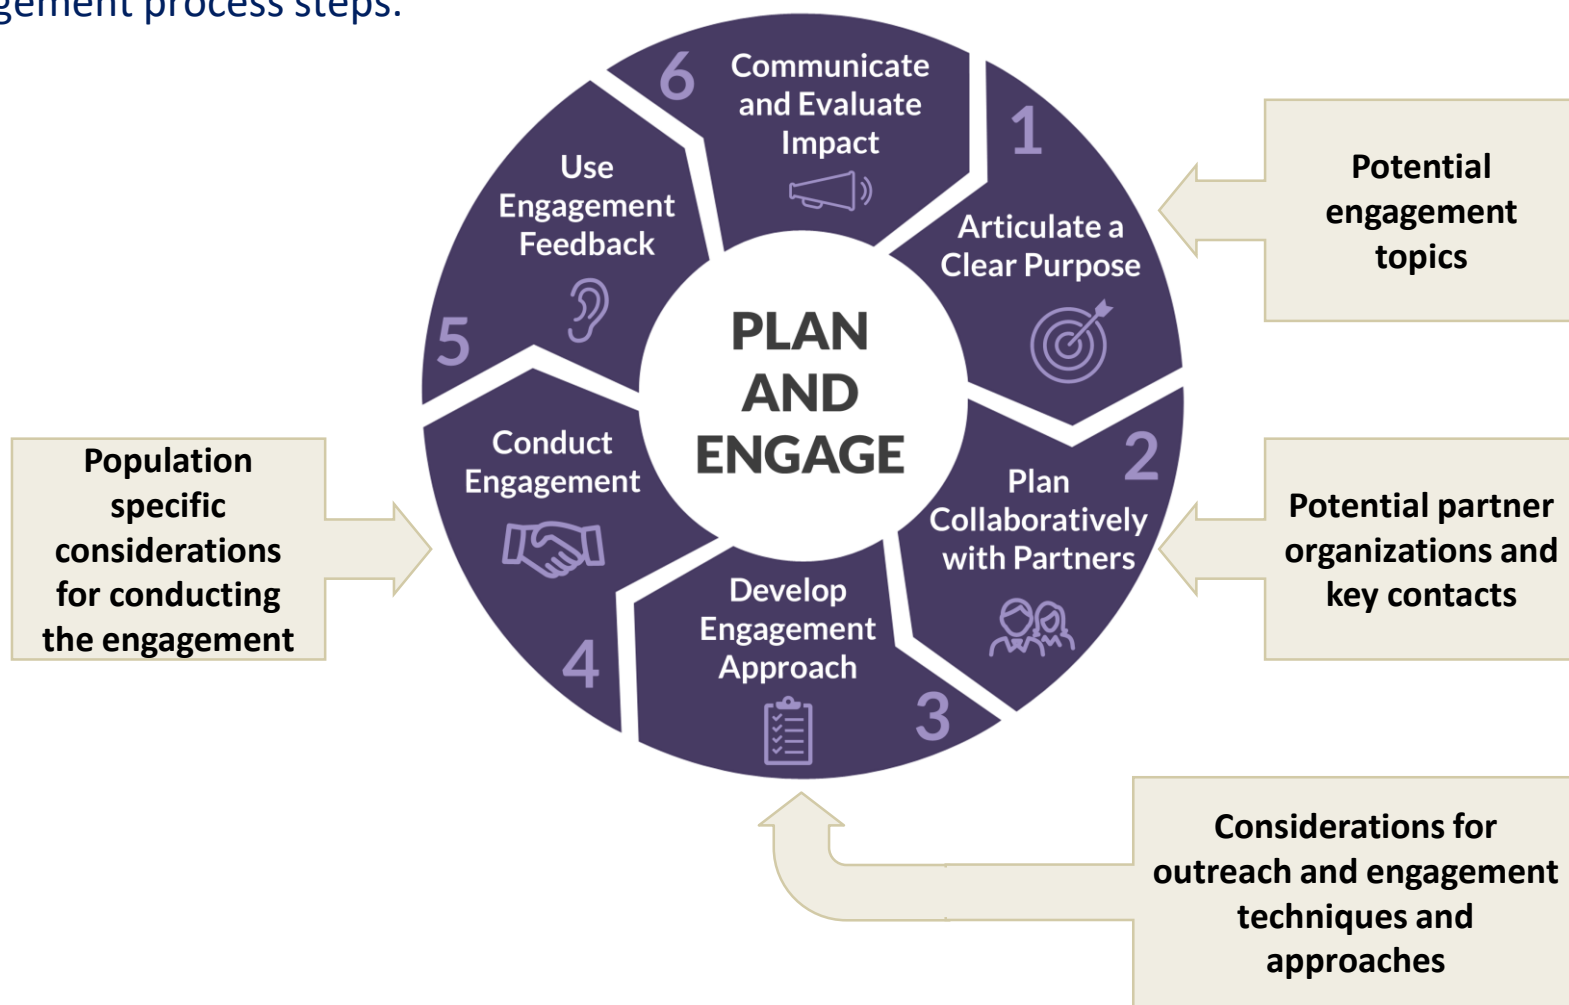 process steps.
6
Communicate
and Evaluate
Impact
1
Articulate a
Clear Purpose
2
Plan
Collaboratively
with Partners
3
Develop
Engagement
Approach
4
Conduct
Engagement
5
Use
Engagement
Feedback
PLAN
AND
ENGAGE
Potential
engagement
topics
Potential partner
organizations and
key contacts
Considerations for
outreach and engagement
techniques and
approaches
Population
specific
considerations
for conducting
the engagement